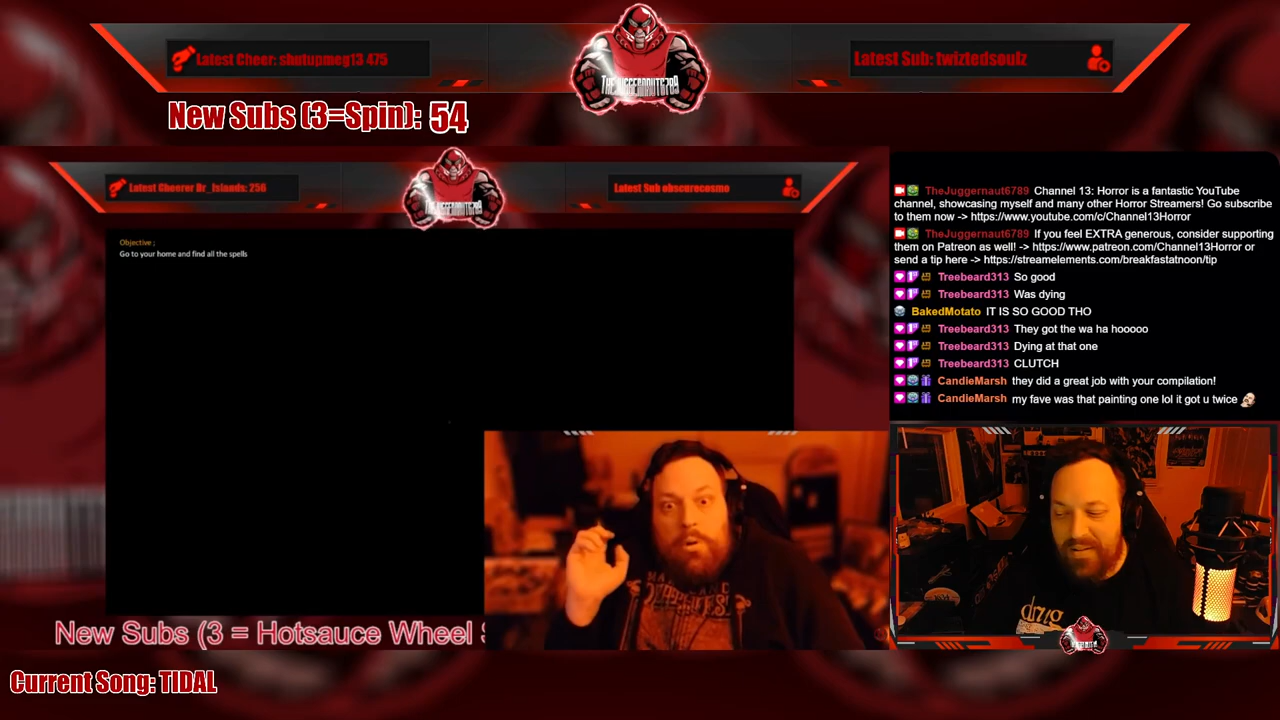 Latest Cheer: shutupmeg13 475
THEJUGGERNAUT6789
Latest Sub: twiztedsoulz
New Subs (3=Spin): 54
Latest Cheerer Dr_Islands: 256
Latest Sub obscurecosmo
Objective ;
Go to your home and find all the spells
TheJuggernaut6789 Channel 13: Horror is a fantastic YouTube
channel, showcasing myself and many other Horror Streamers! Go subscribe
to them now -> https://www.youtube.com/c/Channel13Horror
TheJuggernaut6789 If you feel EXTRA generous, consider supporting
them on Patreon as well! -> https://www.patreon.com/Channel13Horror or
send a tip here -> https://streamelements.com/breakfastatnoon/tip
Treebeard313 So good
Treebeard313 Was dying
BakedMotato IT IS SO GOOD THO
Treebeard313 They got the wa ha hooooo
Treebeard313 Dying at that one
Treebeard313 CLUTCH
CandieMarsh they did a great job with your compilation!
CandieMarsh my fave was that painting one lol it got u twice
drug
New Subs (3 = Hotsauce Wheel
Current Song: TIDAL